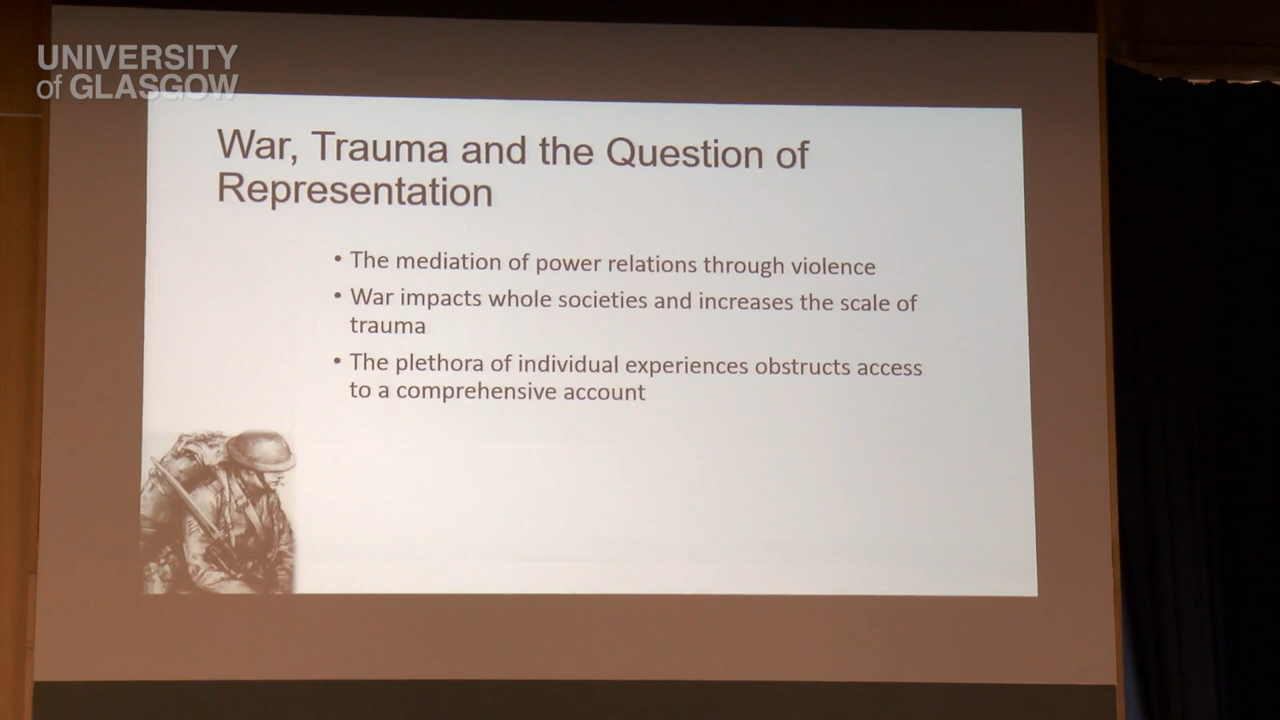 UNIVERSITY
of GLASGOW
War, Trauma and the Question of
Representation
• The mediation of power relations through violence
• War impacts whole societies and increases the scale of
trauma
• The plethora of individual experiences obstructs access
to a comprehensive account